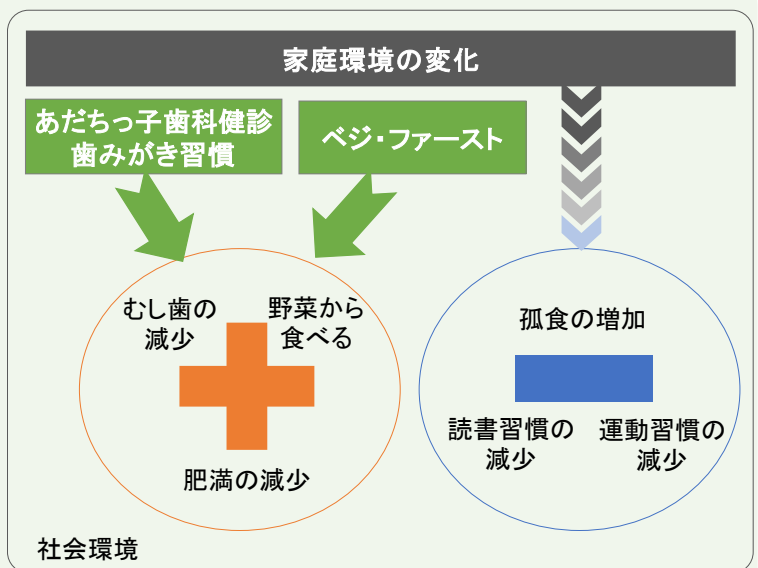 家庭環境の変化
あだちっ子歯科健診
歯みがき習慣
ベジ・ファースト
むし歯の
減少
野菜から
食べる
肥満の減少
孤食の増加
読書習慣の
減少
運動習慣の
減少
社会環境